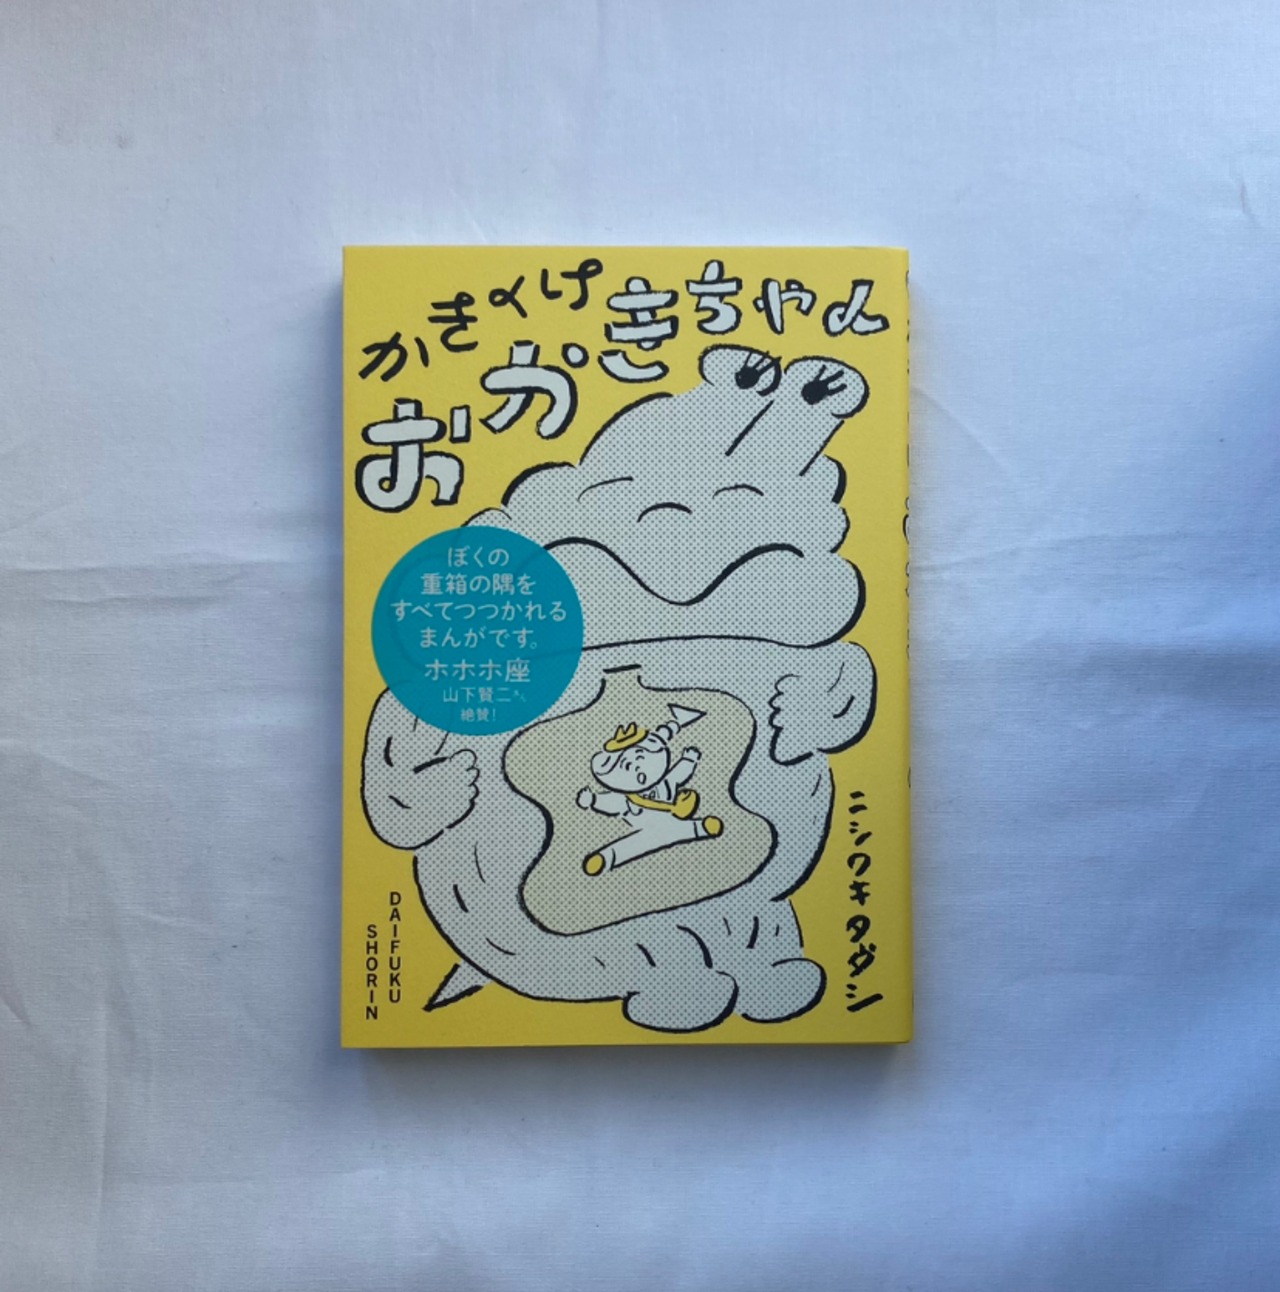 かきくけ
おかきちゃん
ぼくの
重箱の隅を
すべてつつかれる
まんがです。
ホホホ座
山下賢二さん
絶賛!
ニシワキタダシ
DAIFUKU
SHORIN